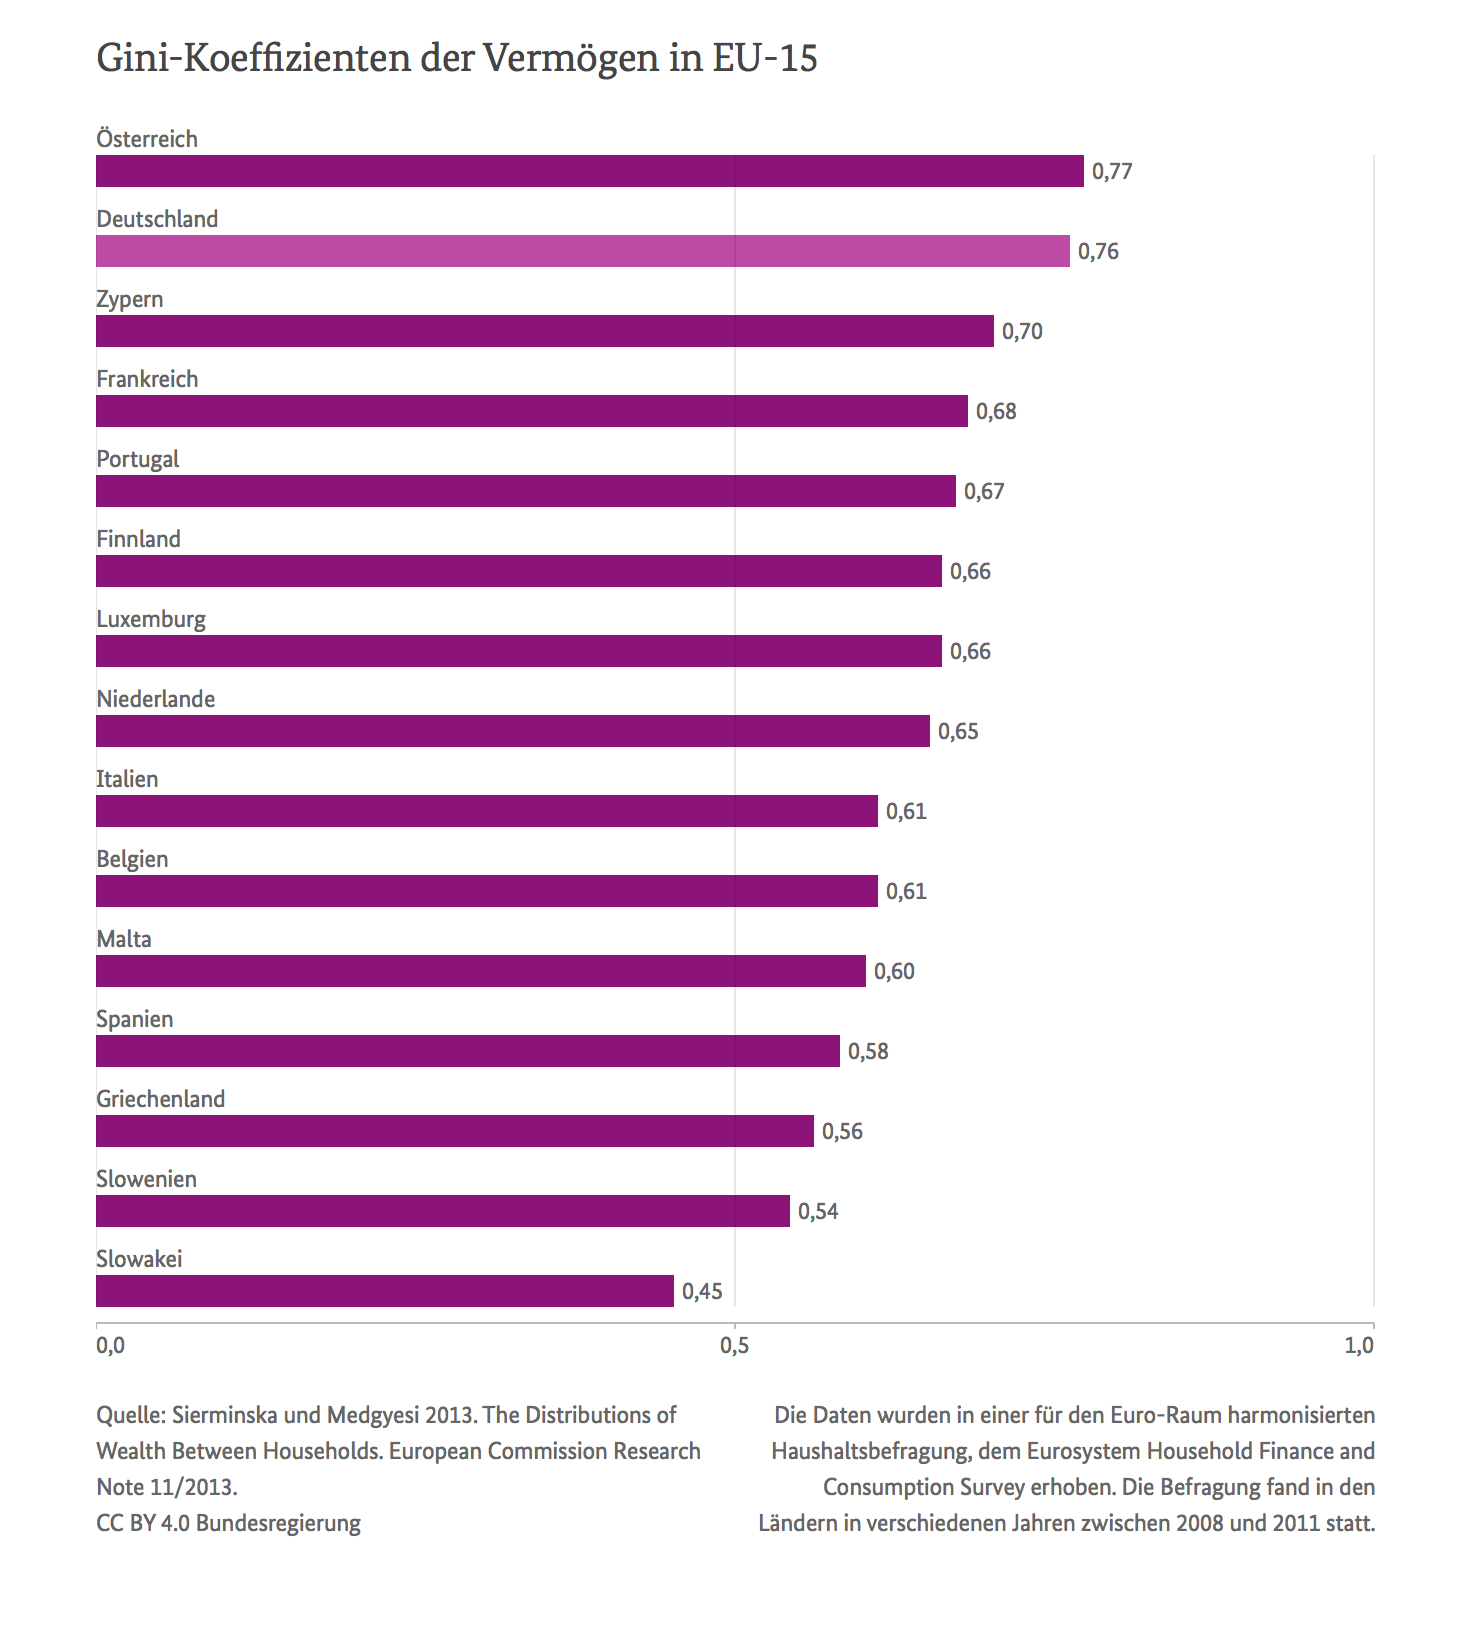 Gini-Koeffizienten der Vermögen in EU-15
Österreich
0,77
Deutschland
0,76
Zypern
0,70
Frankreich
0,68
Portugal
0,67
Finnland
0,66
Luxemburg
0,66
Niederlande
0,65
Italien
0,61
Belgien
0,61
Malta
0,60
Spanien
0,58
Griechenland
0,56
Slowenien
0,54
Slowakei
0,45
0,0 0,5 1,0
Quelle: Sierminska und Medgyesi 2013. The Distributions of
Wealth Between Households. European Commission Research
Note 11/2013.
CC BY 4.0 Bundesregierung
Die Daten wurden in einer für den Euro-Raum harmonisierten
Haushaltsbefragung, dem Eurosystem Household Finance and
Consumption Survey erhoben. Die Befragung fand in den
Ländern in verschiedenen Jahren zwischen 2008 und 2011 statt.